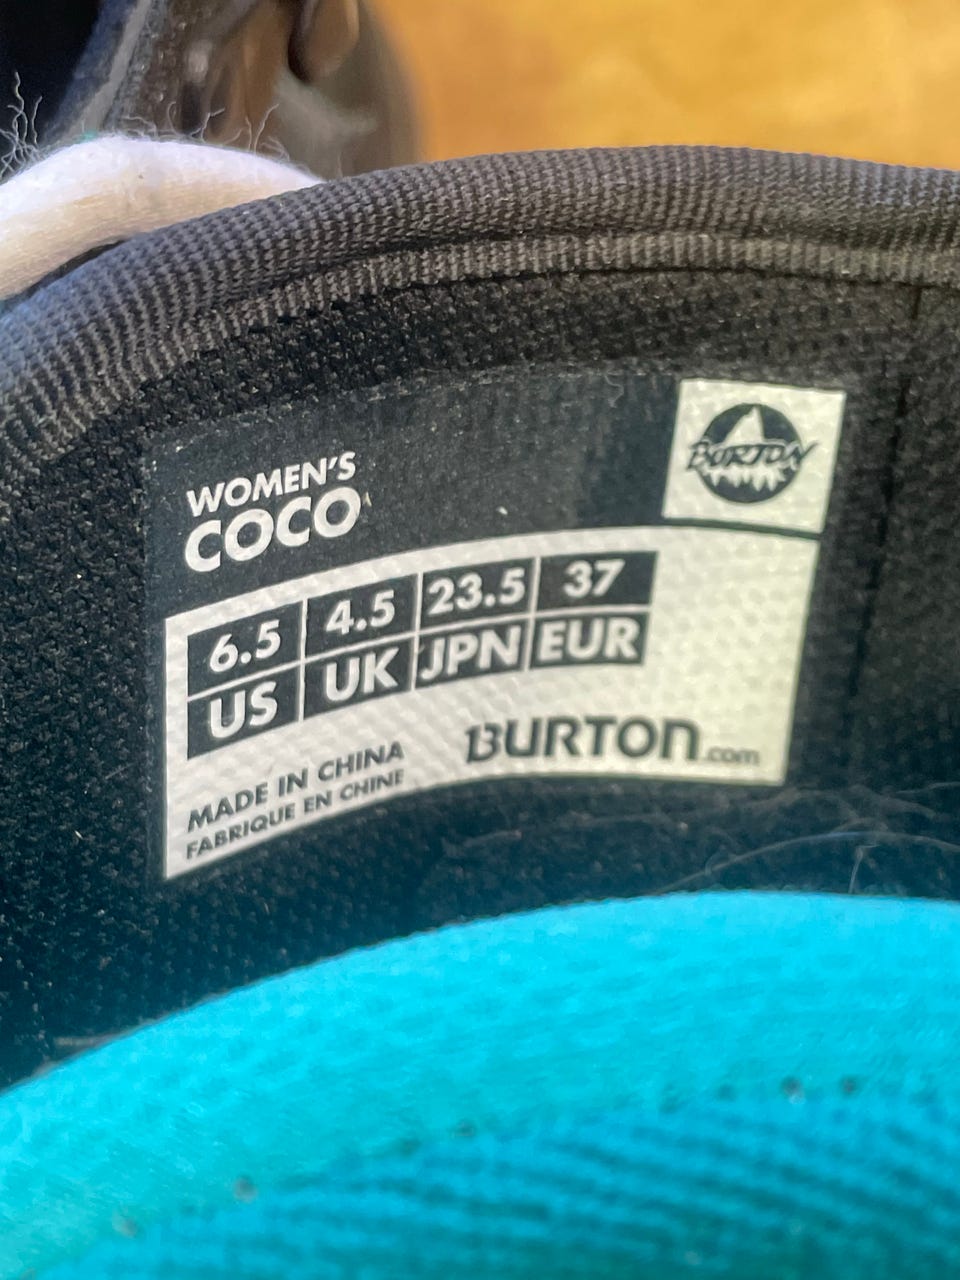 WOMEN'S
COCO
BURTON
6.5 4.5 23.5 37
US UK JPN EUR
BURTON.com
MADE IN CHINA
FABRIQUE EN CHINE